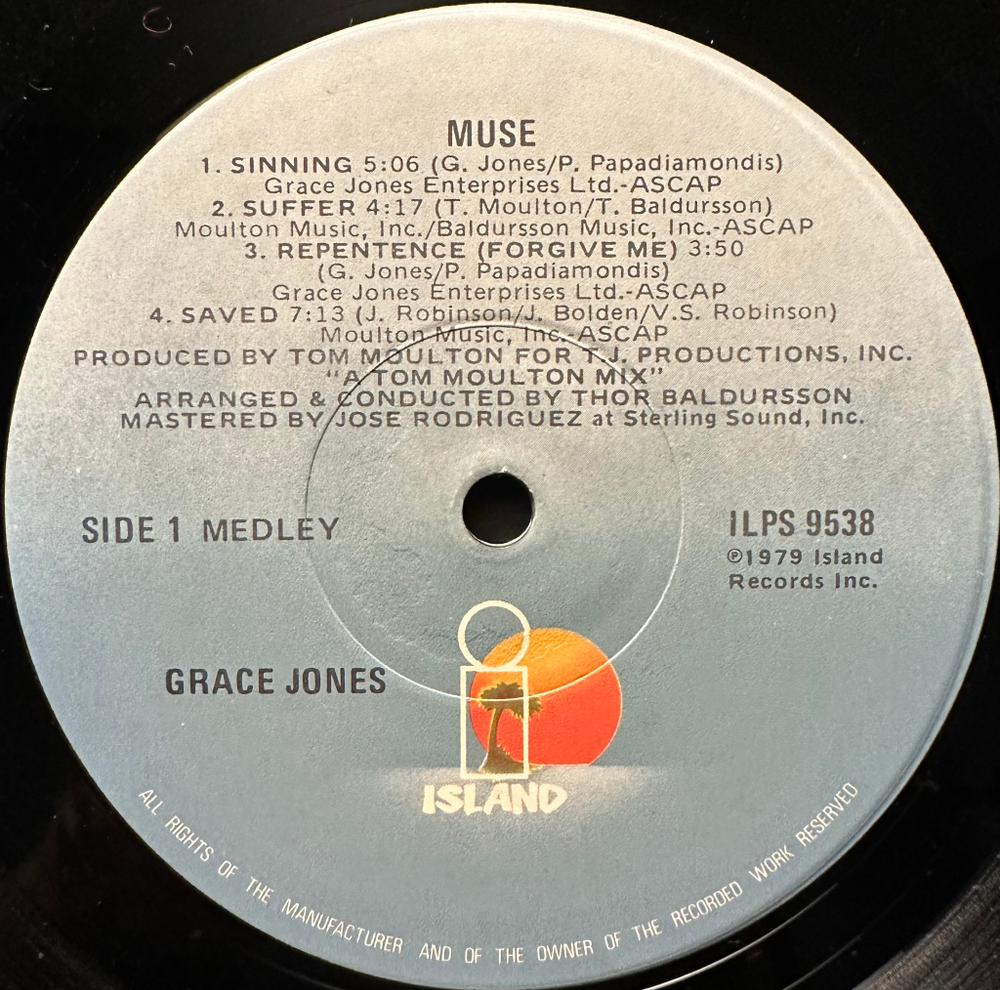 MUSE
1. SINNING 5:06 (G. Jones/P. Papadiamondis)
Grace Jones Enterprises Ltd.-ASCAP
2. SUFFER 4:17 (T. Moulton/T. Baldursson)
Moulton Music, Inc./Baldursson Music, Inc.-ASCAP
3. REPENTENCE (FORGIVE ME) 3:50
(G. Jones/P. Papadiamondis)
Grace Jones Enterprises Ltd.-ASCAP
4. SAVED 7:13 (J. Robinson/J. Bolden/V.S. Robinson)
Moulton Music, Inc.-ASCAP
PRODUCED BY TOM MOULTON FOR T.J. PRODUCTIONS, INC.
"A TOM MOULTON MIX"
ARRANGED & CONDUCTED BY THOR BALDURSSON
MASTERED BY JOSE RODRIGUEZ at Sterling Sound, Inc.
SIDE 1 MEDLEY
ILPS 9538
℗1979 Island
Records Inc.
GRACE JONES
ISLAND
ALL RIGHTS OF THE MANUFACTURER AND OF THE OWNER OF THE RECORDED WORK RESERVED